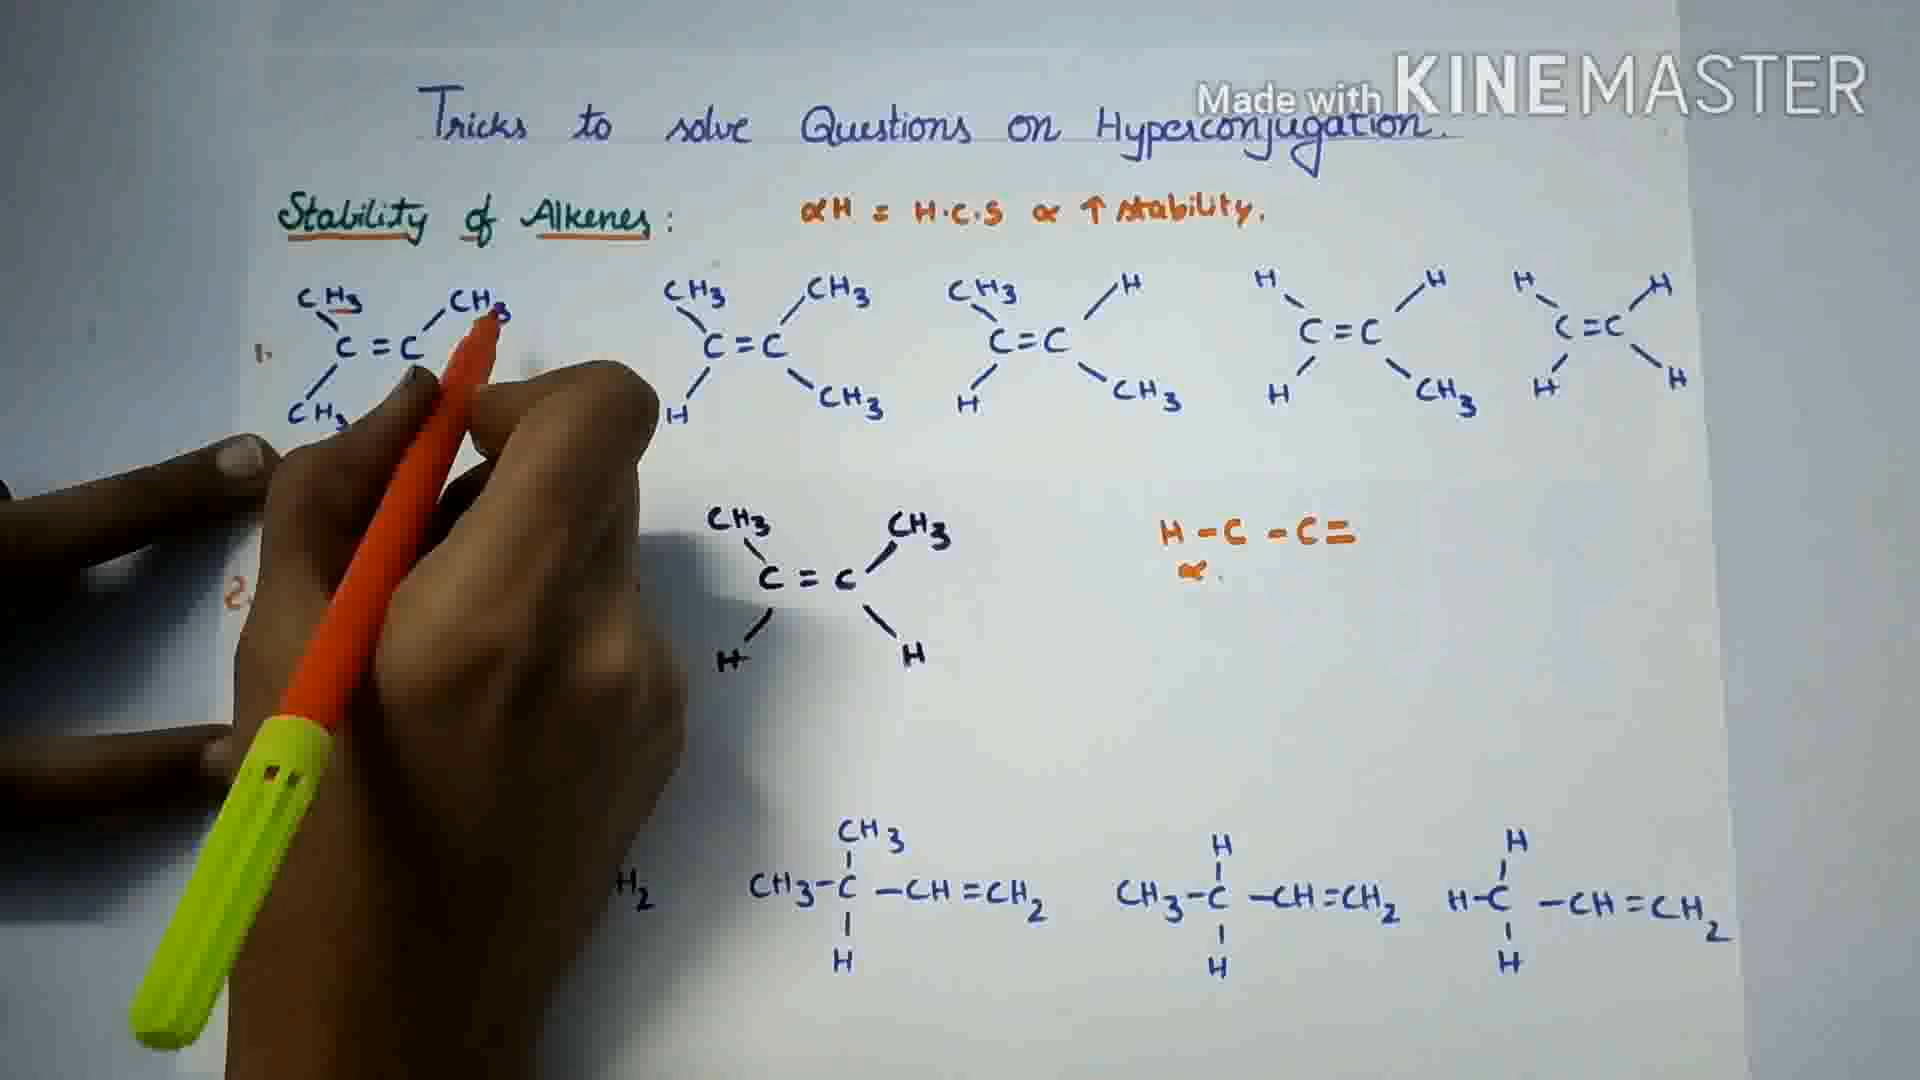 Made with KINEMASTER
Tricks to solve Questions on Hyperconjugation.
Stability of Alkenes: αH = H.C.S ∝ ↑ stability.
CH3 CH3 CH3 CH3 CH3 H H H H H
1. C=C C=C C=C C=C C=C
CH3 H CH3 H CH3 H CH3 H H
CH3 CH3 H-C-C=
2. C=C α.
H H
CH3 H H
H2 CH3-C-CH=CH2 CH3-C-CH=CH2 H-C-CH=CH2
H H H